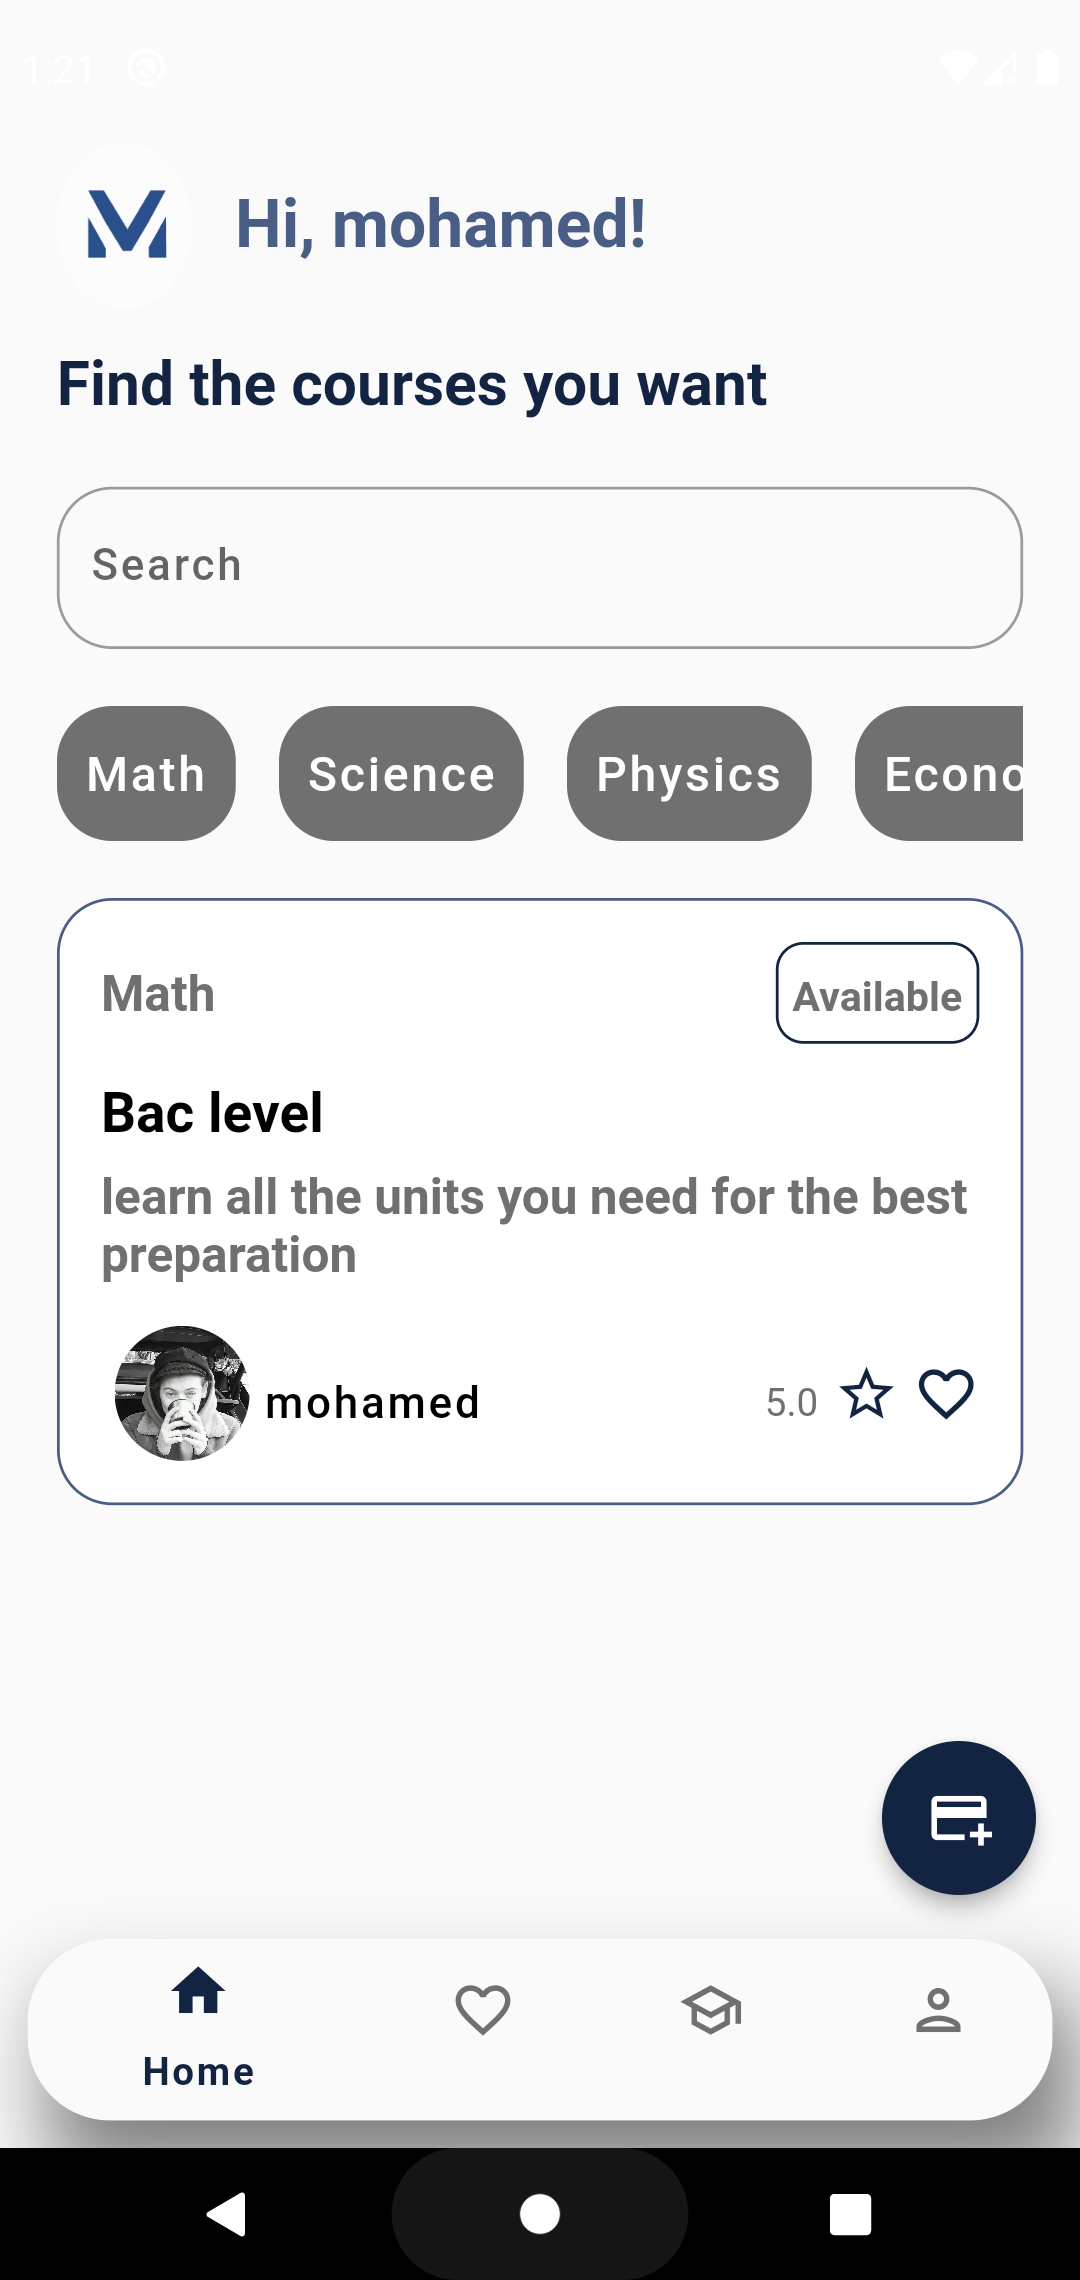 1:21
M
Hi, mohamed!
Find the courses you want
Search
Math Science Physics Econo
Math Available
Bac level
learn all the units you need for the best
preparation
mohamed 5.0
Home